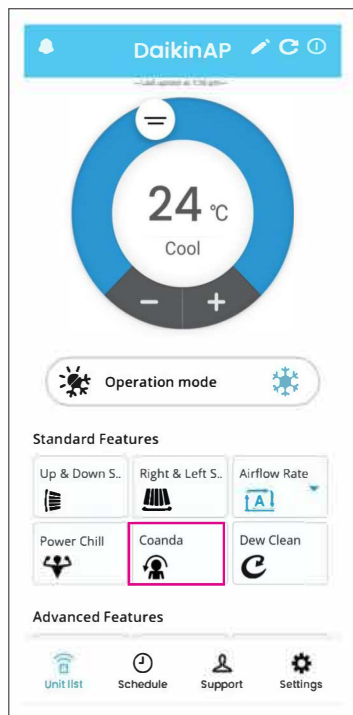 DaikinAP
24 °C
Cool
Operation mode
Standard Features
Up & Down S..
Right & Left S..
Airflow Rate
A
Power Chill
Coanda
Dew Clean
Advanced Features
Unit list
Schedule
Support
Settings